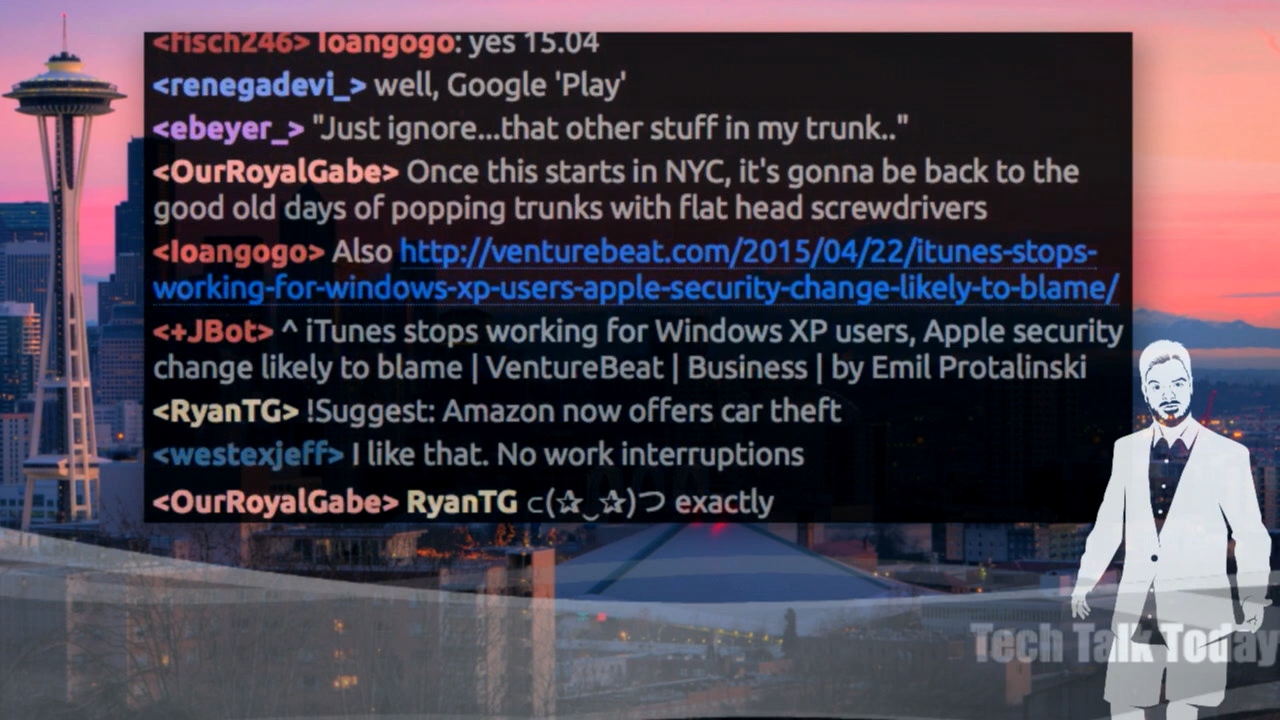 <fisch246> Ioangogo: yes 15.04
<renegadevi_> well, Google 'Play'
<ebeyer_> "Just ignore...that other stuff in my trunk.."
<OurRoyalGabe> Once this starts in NYC, it's gonna be back to the
good old days of popping trunks with flat head screwdrivers
<Ioangogo> Also http://venturebeat.com/2015/04/22/itunes-stops-
working-for-windows-xp-users-apple-security-change-likely-to-blame/
<+JBot> ^ iTunes stops working for Windows XP users, Apple security
change likely to blame | VentureBeat | Business | by Emil Protalinski
<RyanTG> !Suggest: Amazon now offers car theft
<westexjeff> I like that. No work interruptions
<OurRoyalGabe> RyanTG ⊂(✰‿✰)つ exactly
Tech Talk Today